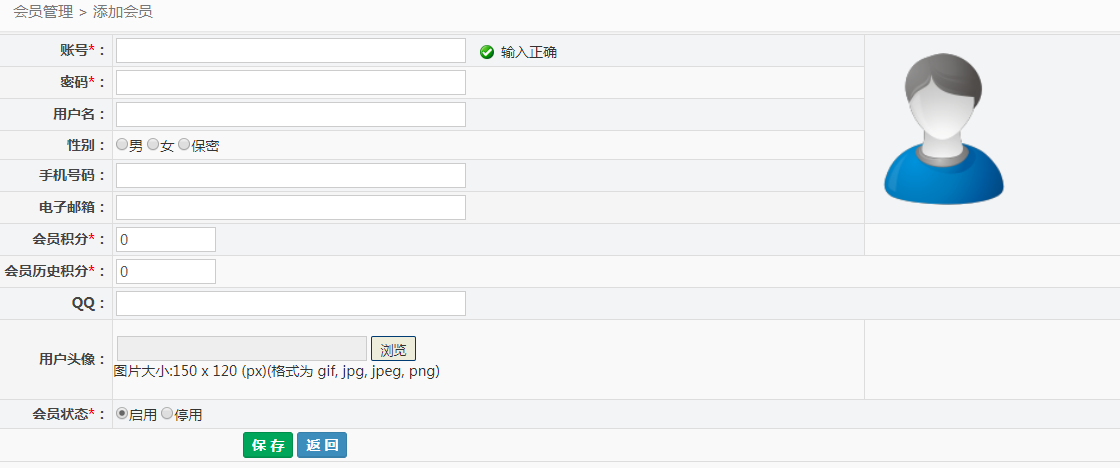 会员管理 > 添加会员
账号*： 输入正确
密码*：
用户名：
性别： 男 女 保密
手机号码：
电子邮箱：
会员积分*： 0
会员历史积分*： 0
QQ：
用户头像： 浏览
图片大小:150 x 120 (px)(格式为 gif, jpg, jpeg, png)
会员状态*： 启用 停用
保存 返回